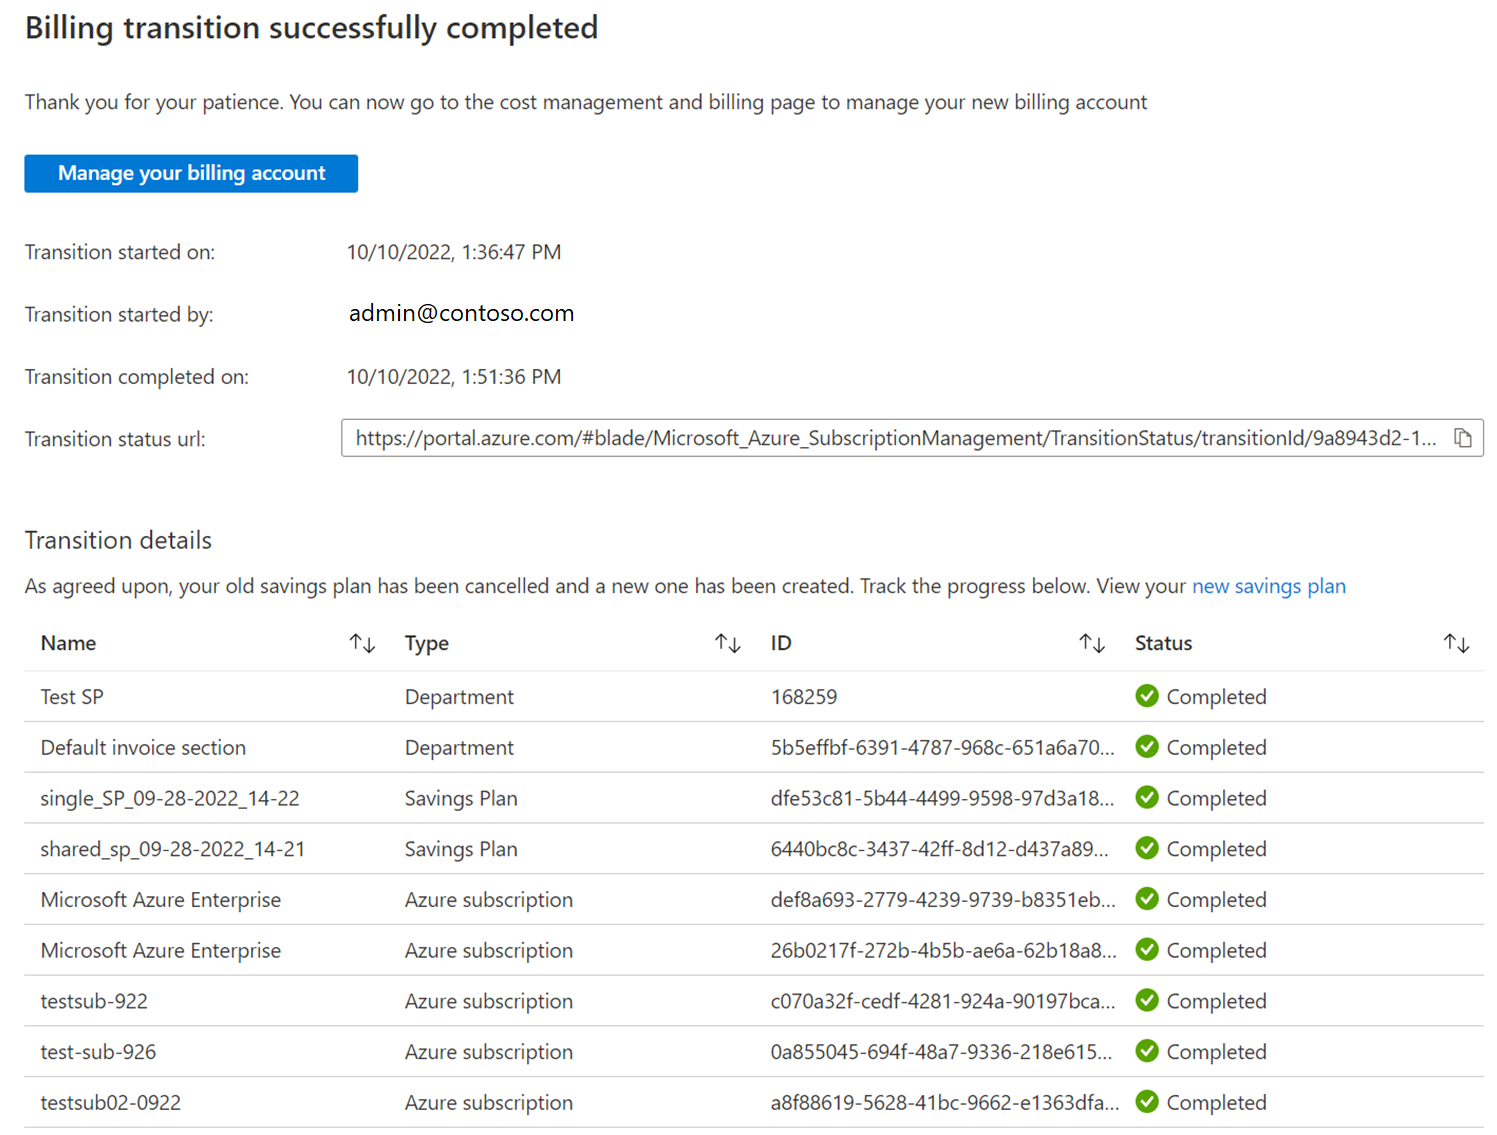 Billing transition successfully completed
Thank you for your patience. You can now go to the cost management and billing page to manage your new billing account
Manage your billing account
Transition started on: 10/10/2022, 1:36:47 PM
Transition started by: admin@contoso.com
Transition completed on: 10/10/2022, 1:51:36 PM
Transition status url: https://portal.azure.com/#blade/Microsoft_Azure_SubscriptionManagement/TransitionStatus/transitionId/9a8943d2-1...
Transition details
As agreed upon, your old savings plan has been cancelled and a new one has been created. Track the progress below. View your new savings plan
Name Type ID Status
Test SP Department 168259 Completed
Default invoice section Department 5b5effbf-6391-4787-968c-651a6a70... Completed
single_SP_09-28-2022_14-22 Savings Plan dfe53c81-5b44-4499-9598-97d3a18... Completed
shared_sp_09-28-2022_14-21 Savings Plan 6440bc8c-3437-42ff-8d12-d437a89... Completed
Microsoft Azure Enterprise Azure subscription def8a693-2779-4239-9739-b8351eb... Completed
Microsoft Azure Enterprise Azure subscription 26b0217f-272b-4b5b-ae6a-62b18a8... Completed
testsub-922 Azure subscription c070a32f-cedf-4281-924a-90197bca... Completed
test-sub-926 Azure subscription 0a855045-694f-48a7-9336-218e615... Completed
testsub02-0922 Azure subscription a8f88619-5628-41bc-9662-e1363dfa... Completed